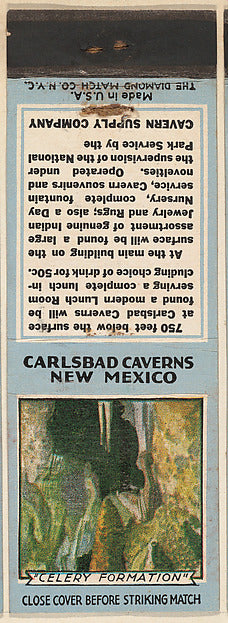 Made in U.S.A.
THE DIAMOND MATCH CO. N.Y.C.
750 feet below the surface
at Carlsbad Caverns will be
found a modern Lunch Room
serving a complete lunch in-
cluding choice of drink for 50c.
At the main building on the
surface will be found a large
assortment of genuine Indian
Jewelry and Rugs; also a Day
Nursery, complete fountain
service, Cavern souvenirs and
novelties. Operated under
the supervision of the National
Park Service by the
CAVERN SUPPLY COMPANY
CARLSBAD CAVERNS
NEW MEXICO
"CELERY FORMATION"
CLOSE COVER BEFORE STRIKING MATCH